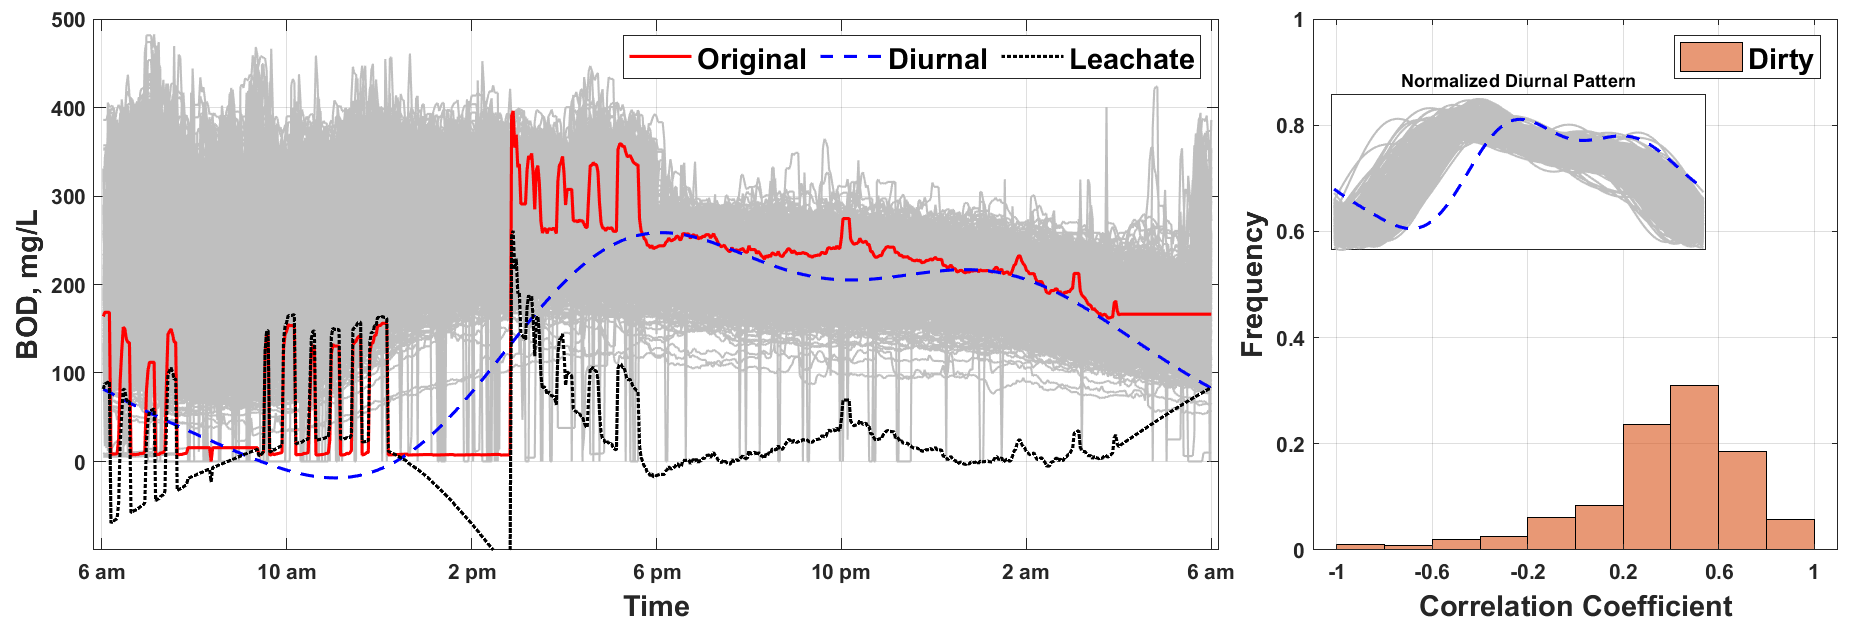 500
400
300
200
100
0
BOD, mg/L
Original Diurnal Leachate
6 am 10 am 2 pm 6 pm 10 pm 2 am 6 am
Time
1
0.8
0.6
0.4
0.2
0
Frequency
Dirty
Normalized Diurnal Pattern
-1 -0.6 -0.2 0.2 0.6 1
Correlation Coefficient